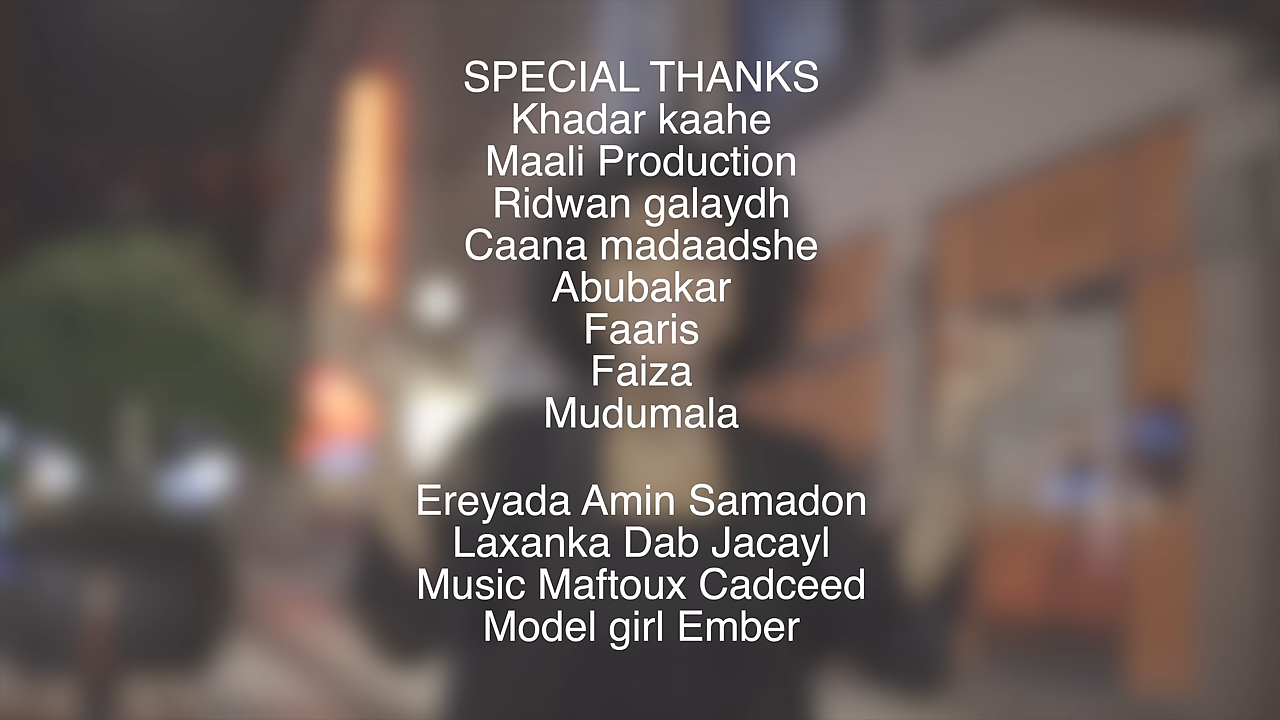 SPECIAL THANKS
Khadar kaahe
Maali Production
Ridwan galaydh
Caana madaadshe
Abubakar
Faaris
Faiza
Mudumala
Ereyada Amin Samadon
Laxanka Dab Jacayl
Music Maftoux Cadceed
Model girl Ember